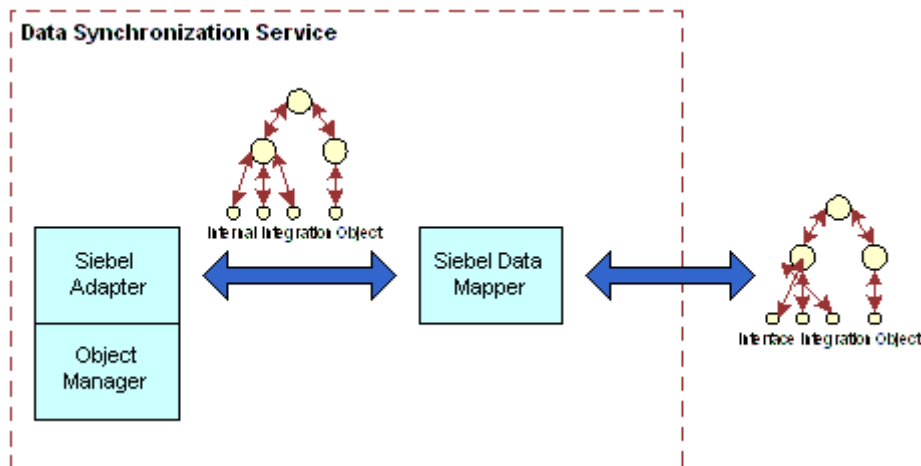 Data Synchronization Service
Internal Integration Object
Siebel
Adapter
Siebel Data
Mapper
Object
Manager
Interface Integration Object